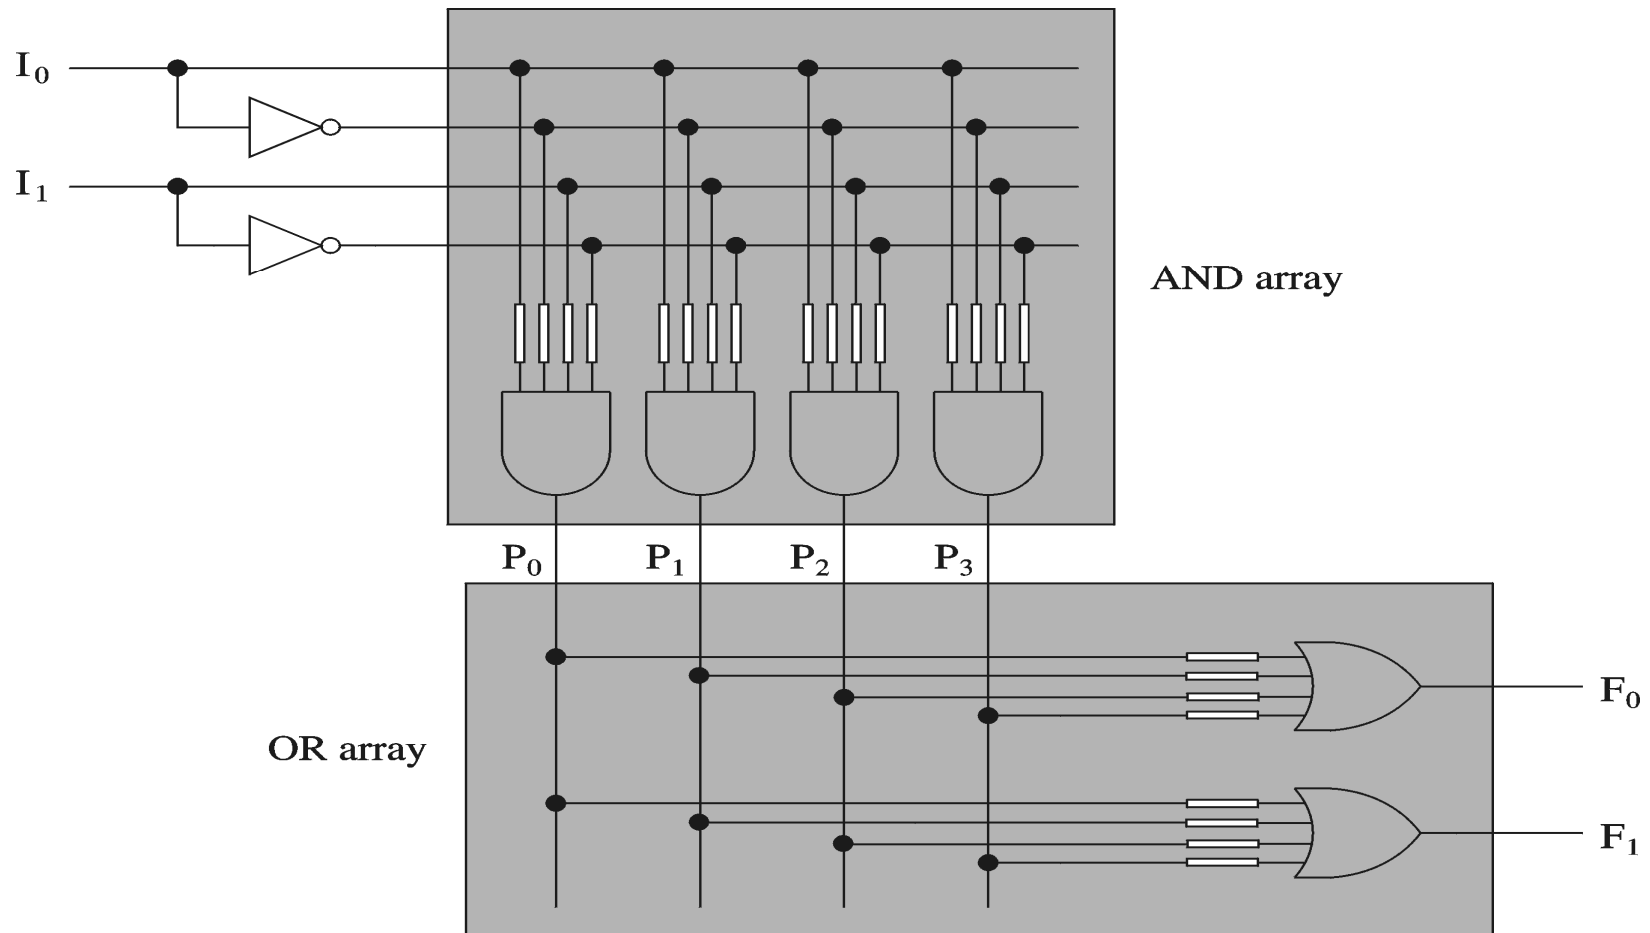 I0
I1
AND array
P0 P1 P2 P3
F0
OR array
F1